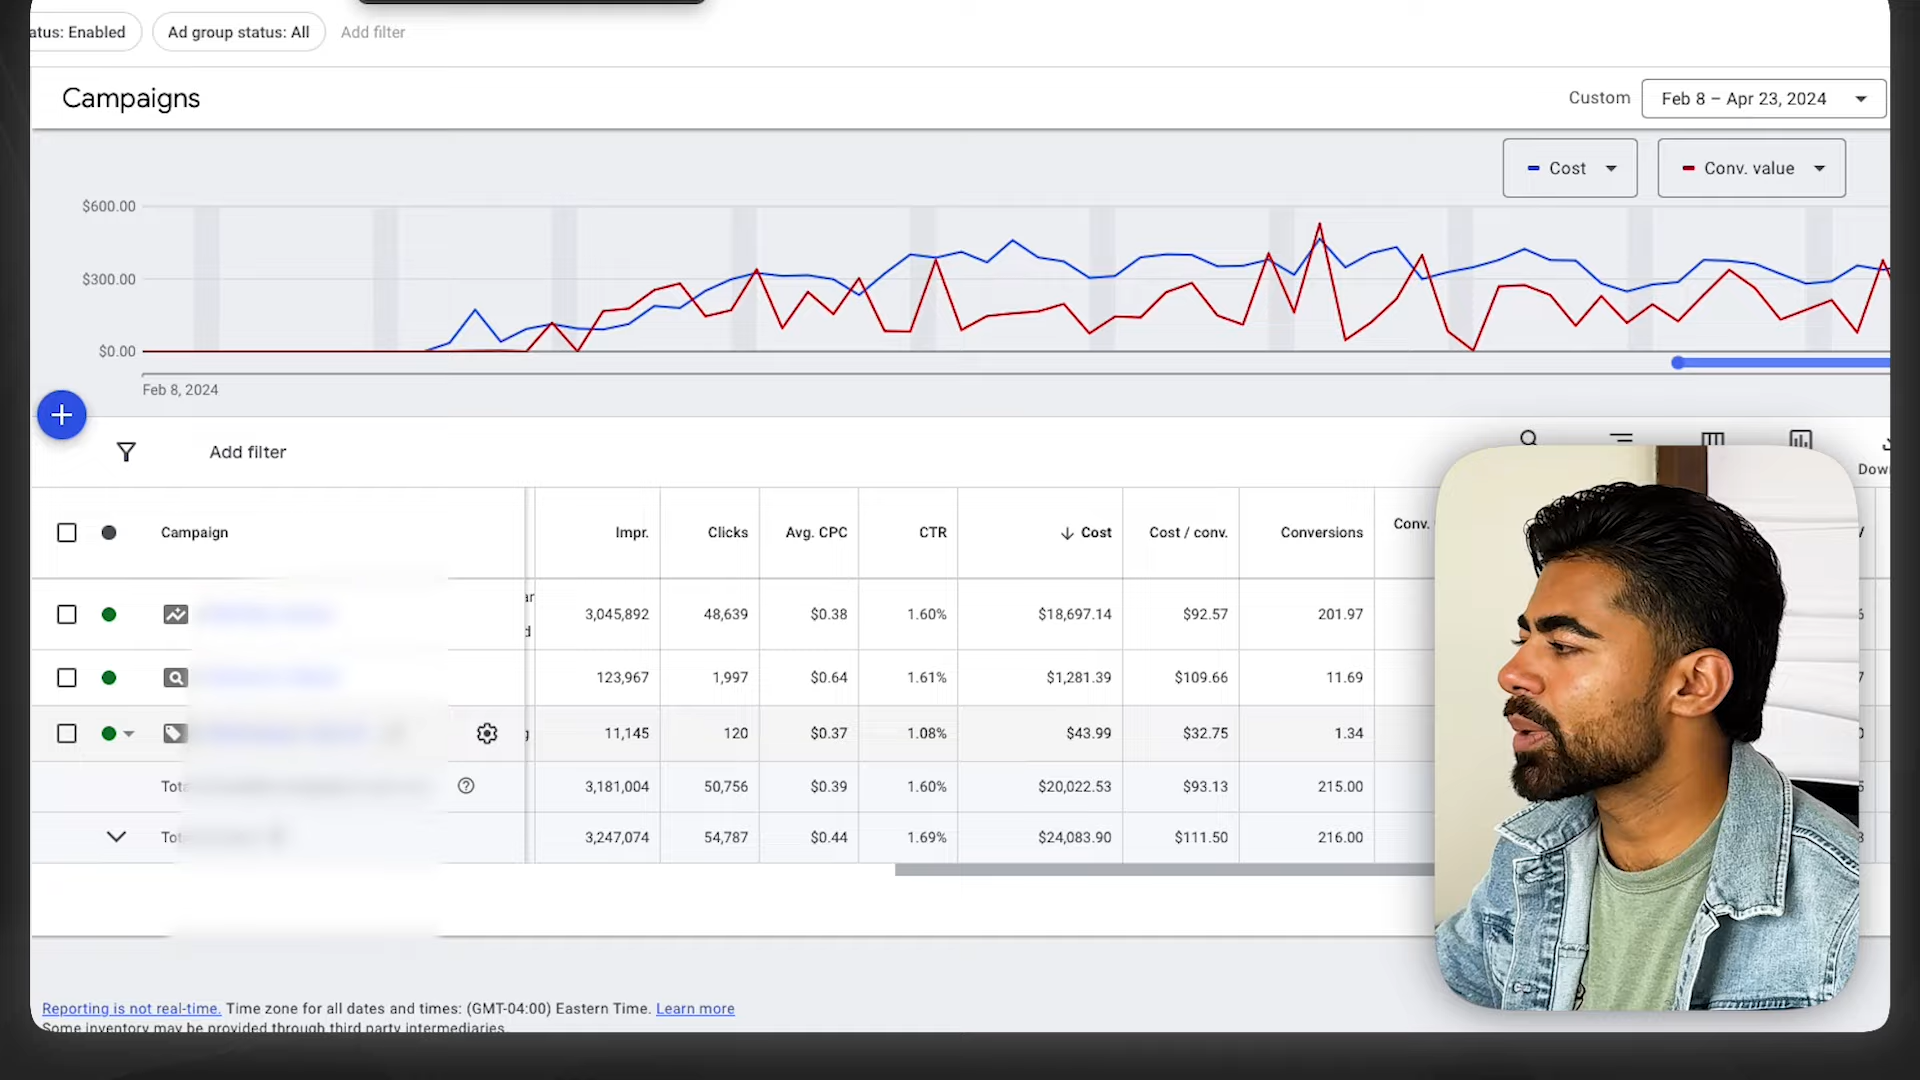 atus: Enabled
Ad group status: All
Add filter
Campaigns
Custom
Feb 8 – Apr 23, 2024
Cost
Conv. value
$600.00
$300.00
$0.00
Feb 8, 2024
Add filter
Dow
Campaign
Impr.
Clicks
Avg. CPC
CTR
Cost
Cost / conv.
Conversions
Conv.
3,045,892
48,639
$0.38
1.60%
$18,697.14
$92.57
201.97
123,967
1,997
$0.64
1.61%
$1,281.39
$109.66
11.69
11,145
120
$0.37
1.08%
$43.99
$32.75
1.34
Tot
3,181,004
50,756
$0.39
1.60%
$20,022.53
$93.13
215.00
Tot
3,247,074
54,787
$0.44
1.69%
$24,083.90
$111.50
216.00
Reporting is not real-time. Time zone for all dates and times: (GMT-04:00) Eastern Time. Learn more
Some inventory may be provided through third party intermediaries.